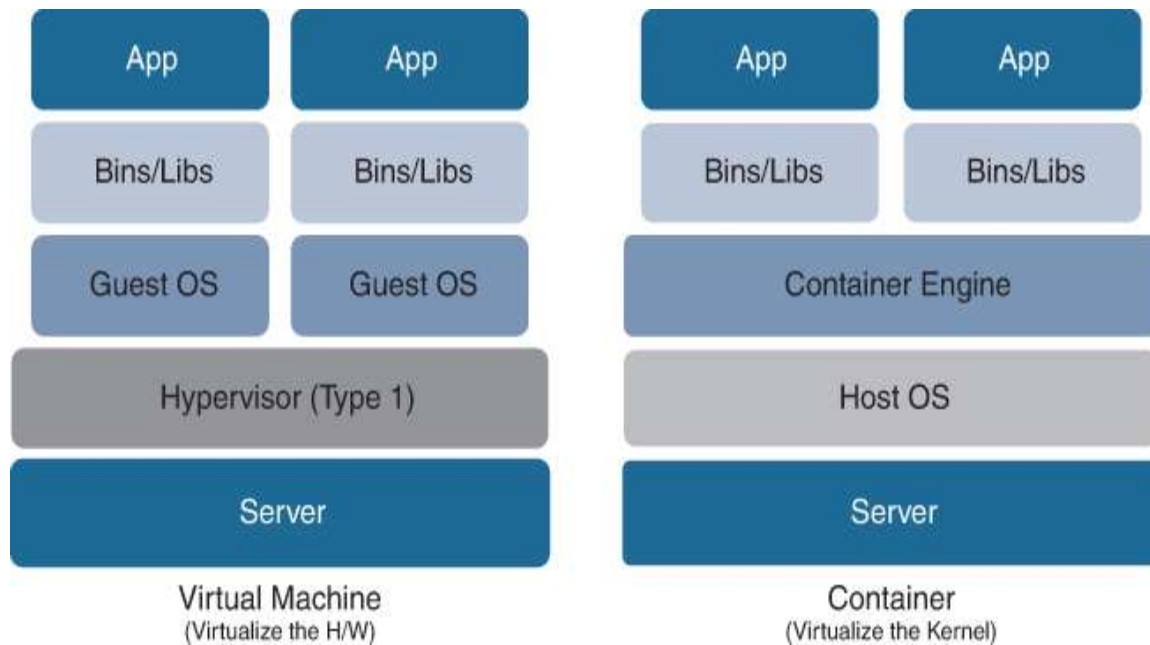 App App App App
Bins/Libs Bins/Libs Bins/Libs Bins/Libs
Guest OS Guest OS Container Engine
Hypervisor (Type 1) Host OS
Server Server
Virtual Machine Container
(Virtualize the H/W) (Virtualize the Kernel)